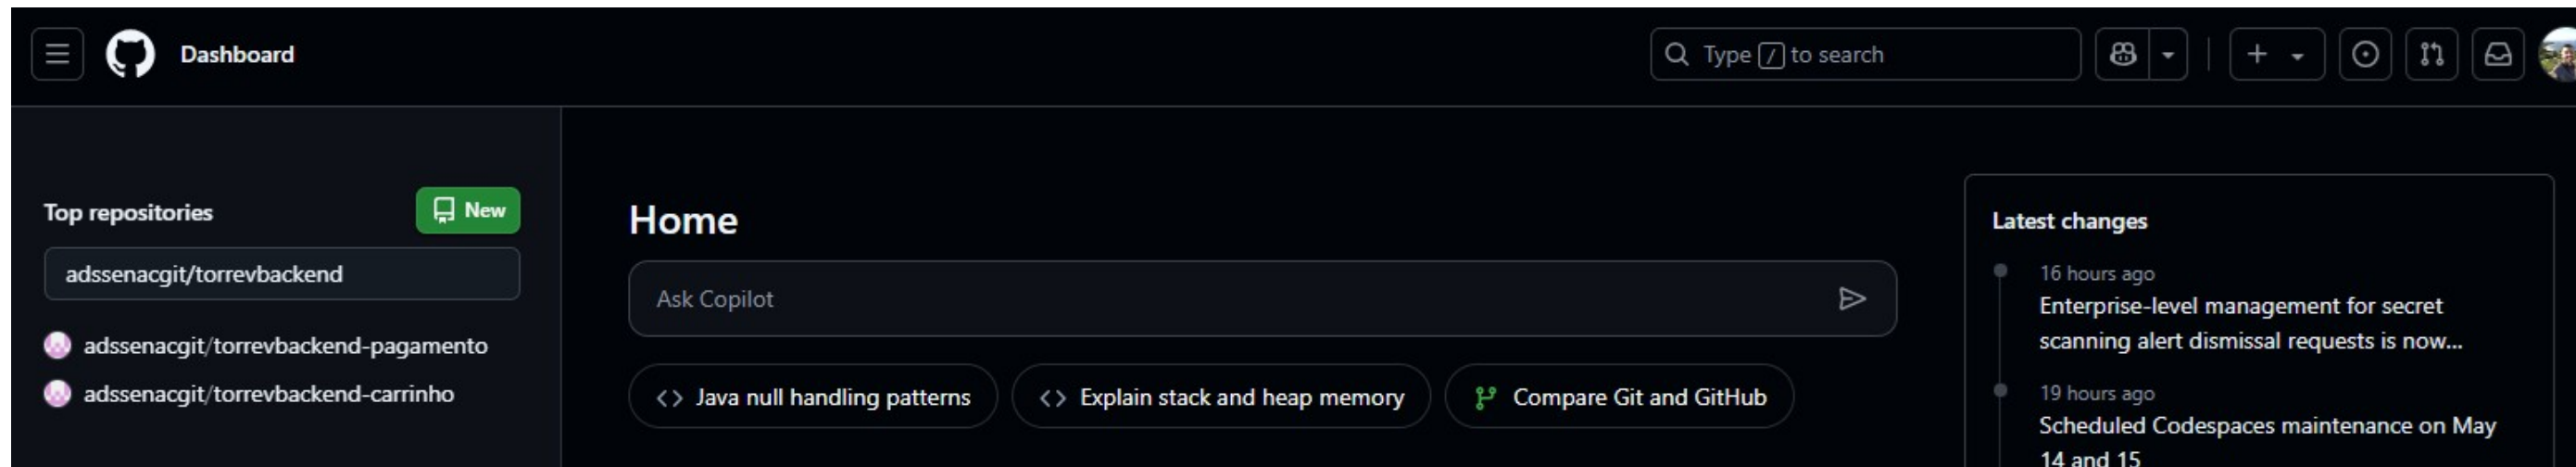 Dashboard
Type / to search
Top repositories
New
adssenacgit/torrevbackend
adssenacgit/torrevbackend-pagamento
adssenacgit/torrevbackend-carrinho
Home
Ask Copilot
Java null handling patterns
Explain stack and heap memory
Compare Git and GitHub
Latest changes
16 hours ago
Enterprise-level management for secret
scanning alert dismissal requests is now...
19 hours ago
Scheduled Codespaces maintenance on May
14 and 15